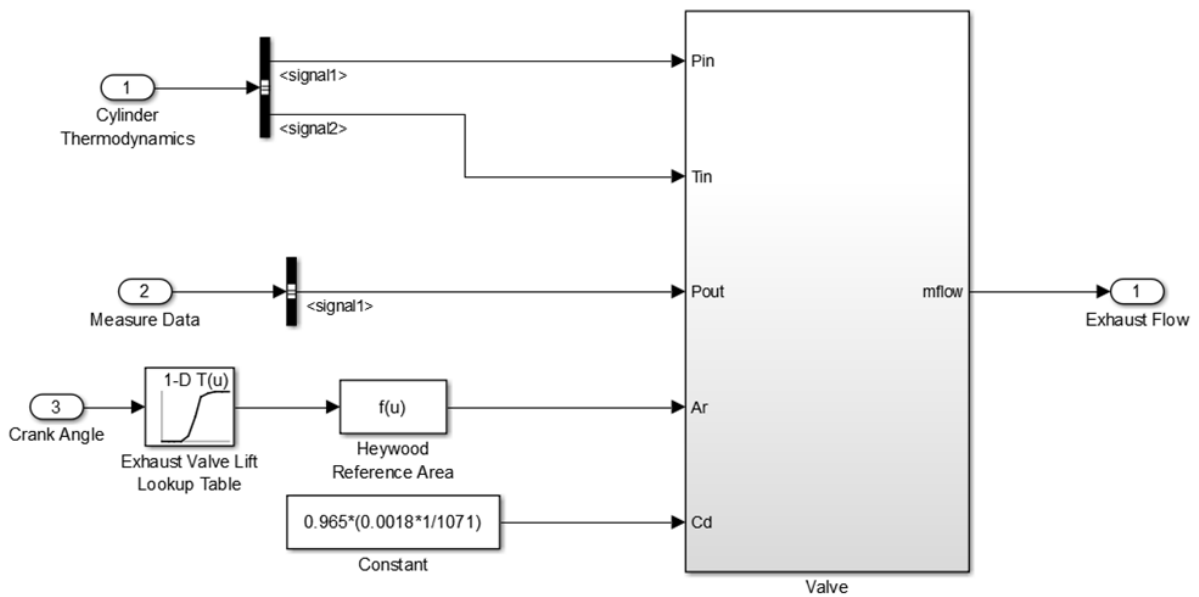 1
Cylinder
Thermodynamics
<signal1>
<signal2>
Pin
Tin
2
Measure Data
<signal1>
Pout
mflow
1
Exhaust Flow
3
Crank Angle
1-D T(u)
Exhaust Valve Lift
Lookup Table
f(u)
Heywood
Reference Area
Ar
0.965*(0.0018*1/1071)
Constant
Cd
Valve